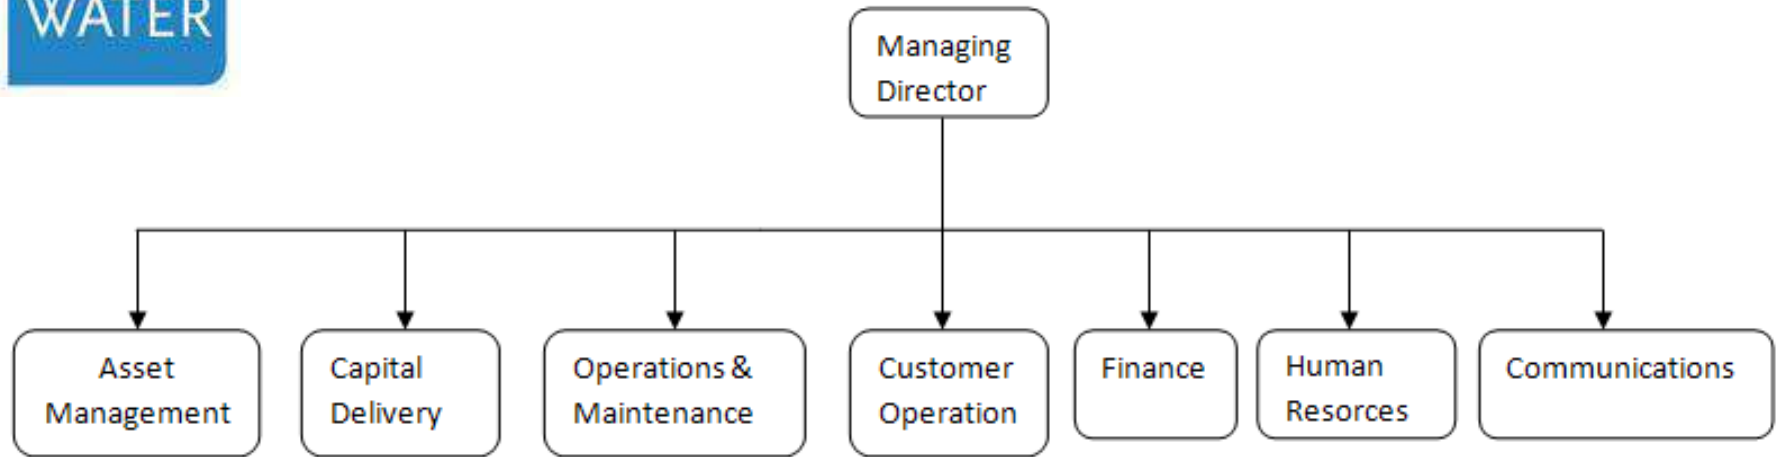 WATER
Managing
Director
Asset
Management
Capital
Delivery
Operations &
Maintenance
Customer
Operation
Finance
Human
Resorces
Communications